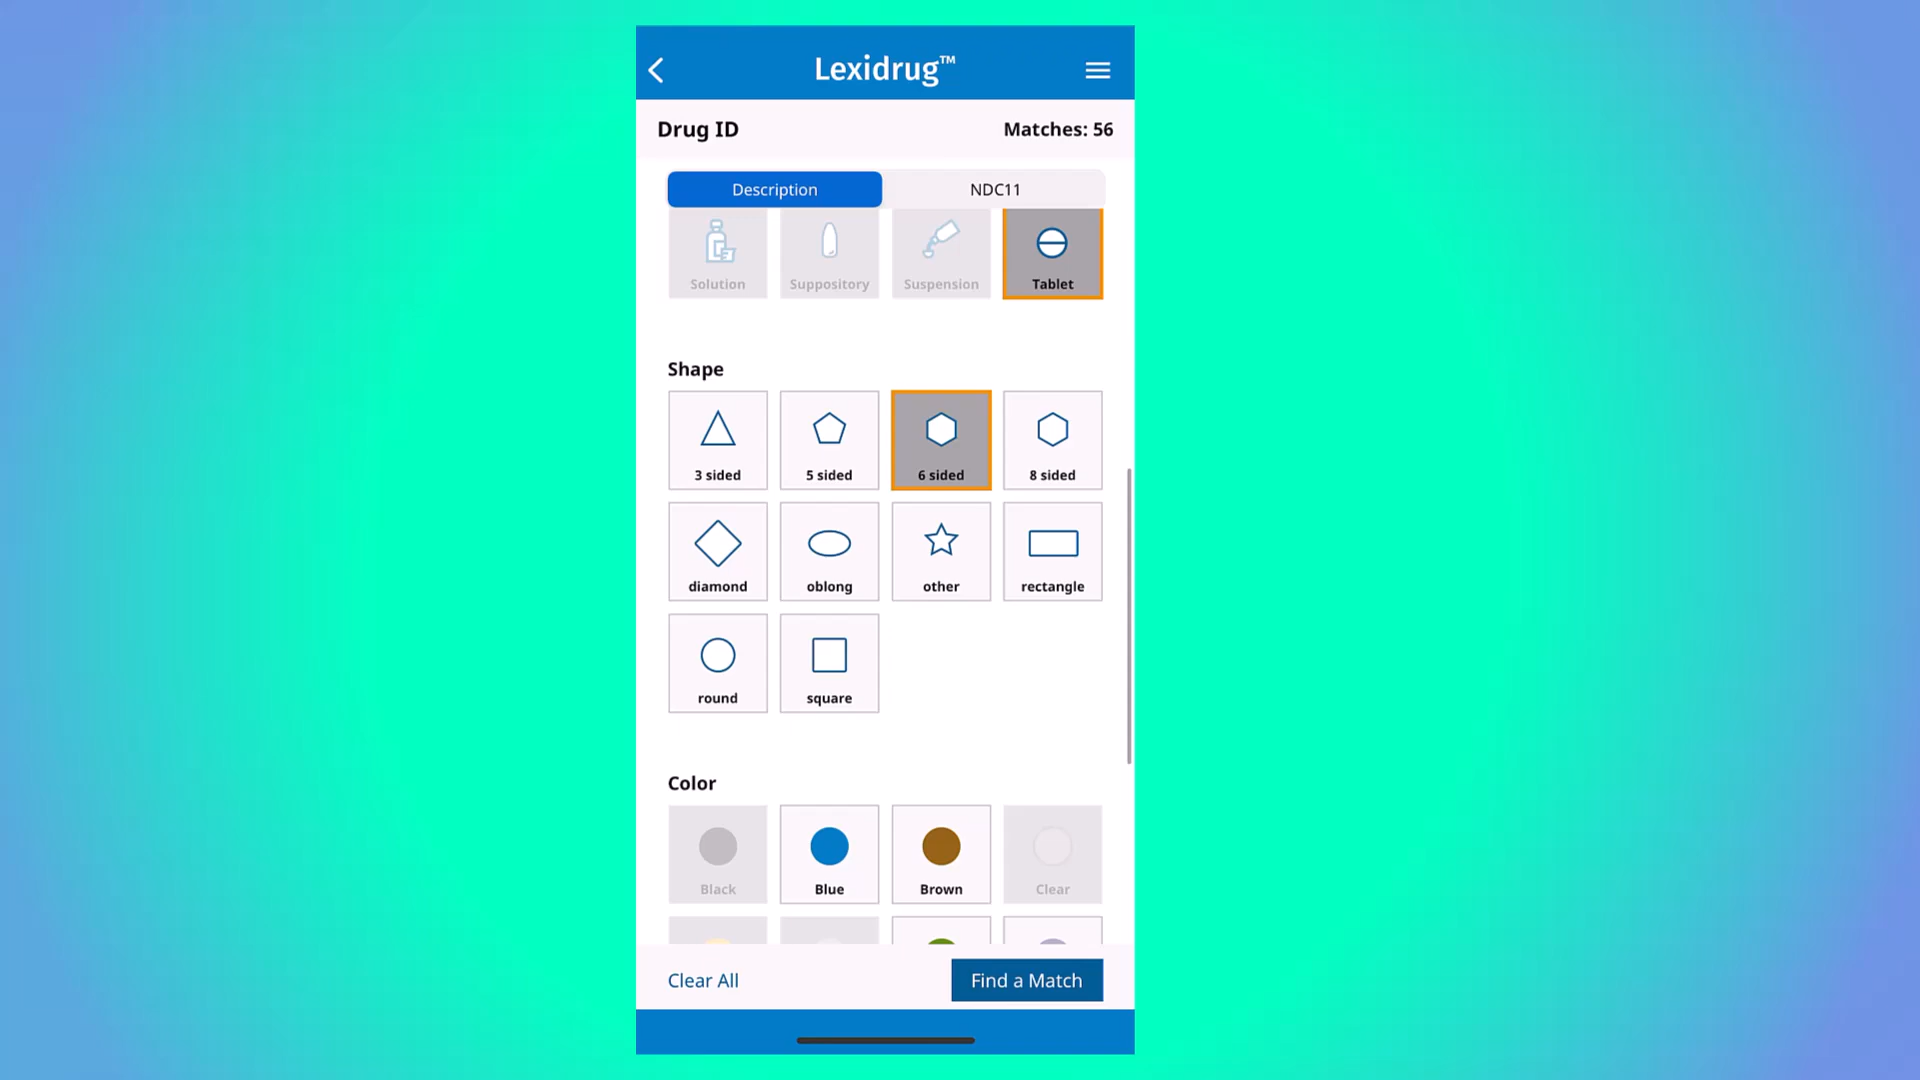 Lexidrug™
Drug ID
Matches: 56
Description
NDC11
Solution
Suppository
Suspension
Tablet
Shape
3 sided
5 sided
6 sided
8 sided
diamond
oblong
other
rectangle
round
square
Color
Black
Blue
Brown
Clear
Clear All
Find a Match